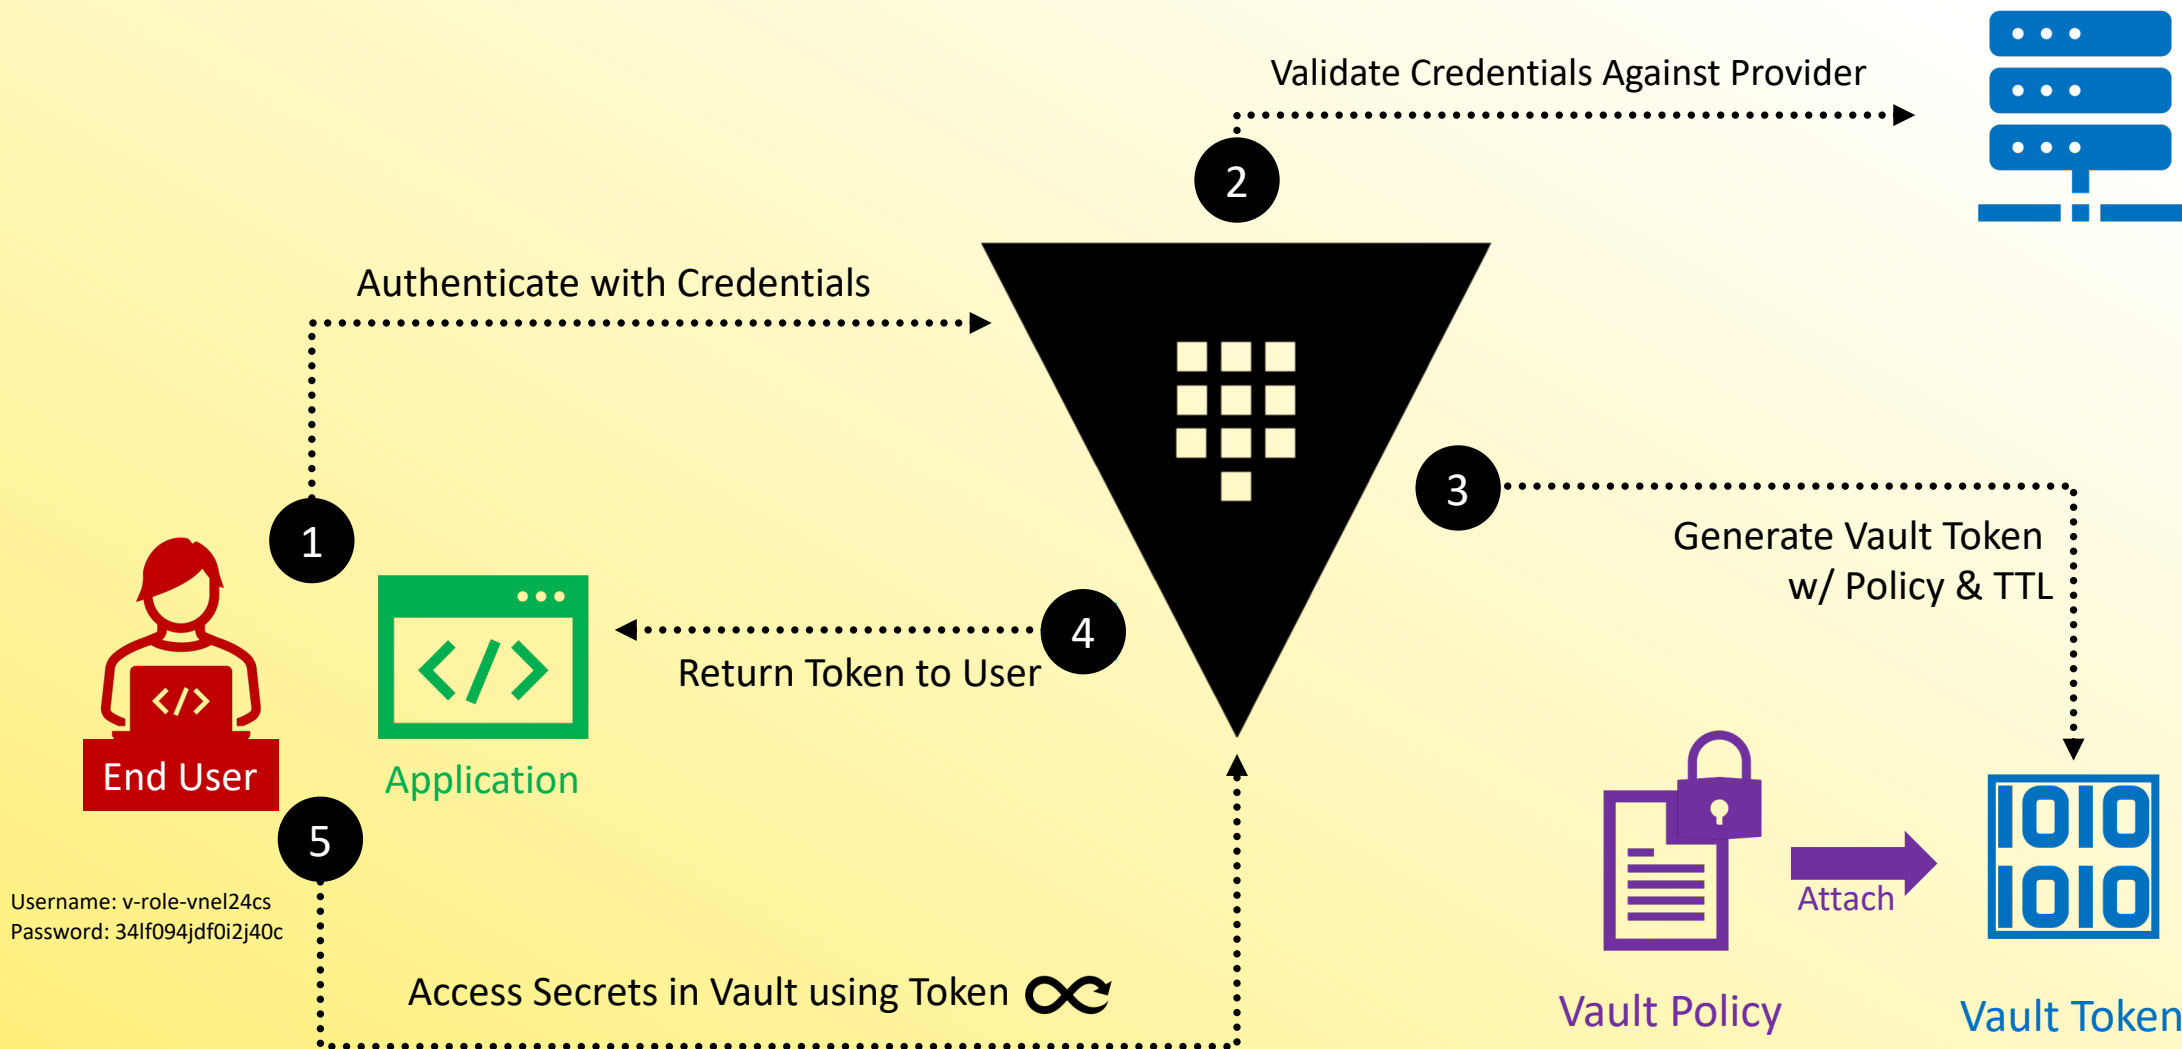 Validate Credentials Against Provider
2
Authenticate with Credentials
3
Generate Vault Token
w/ Policy & TTL
1
4
Return Token to User
</>
</>
End User
Application
5
Username: v-role-vnel24cs
Password: 34lf094jdf0i2j40c
Access Secrets in Vault using Token
Attach
1010
1010
Vault Policy
Vault Token